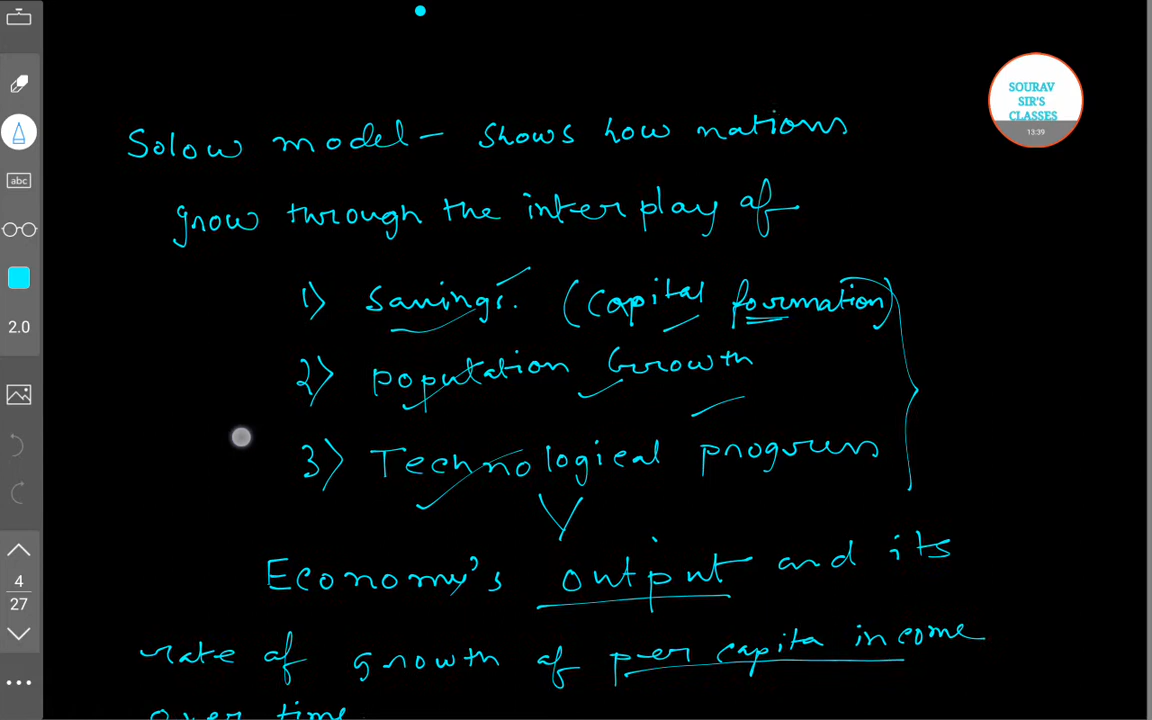 SOURAV
SIR'S
CLASSES
13:39
abc
2.0
4
27
Solow model - shows how nations
grow through the interplay of
1) Savings. (Capital formation)
2) population Growth
3) Technological progress
Economy's output and its
rate of growth of per capita income
over time